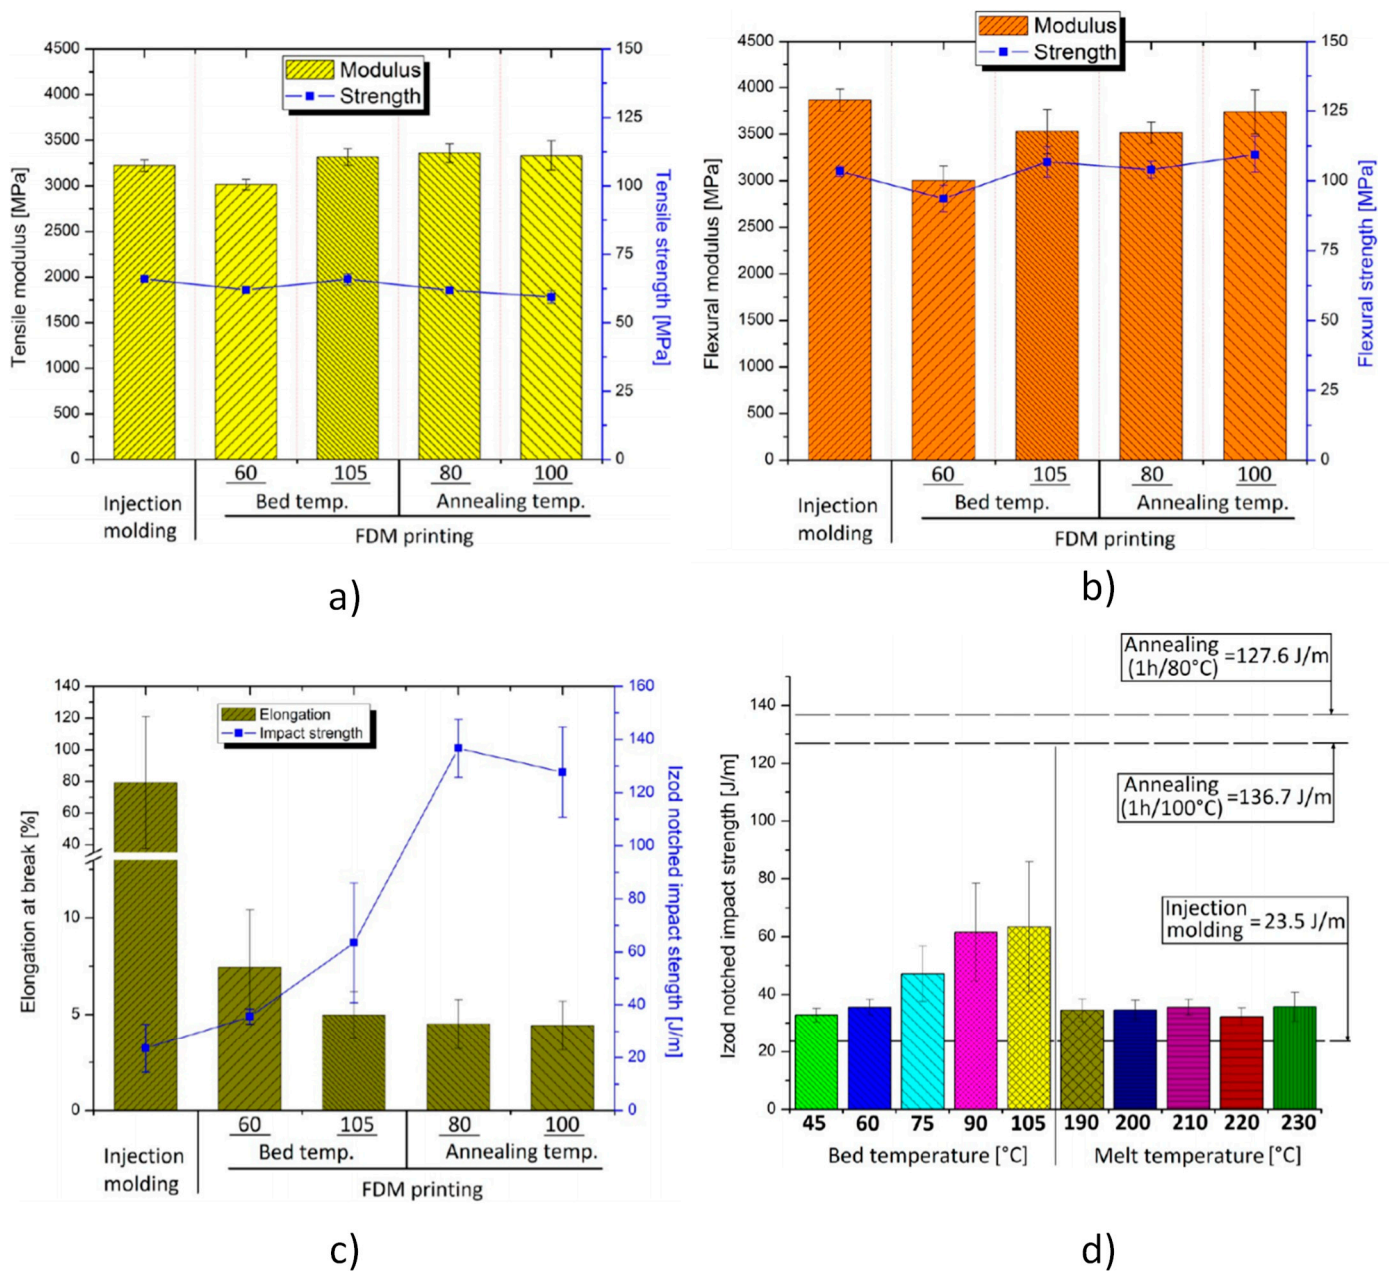 Modulus
Strength
4500
4000
3500
3000
2500
2000
1500
1000
500
0
Tensile modulus [MPa]
150
125
100
75
50
25
0
Tensile strength [MPa]
60
105
80
100
Injection
molding
Bed temp.
Annealing temp.
FDM printing
a)
Modulus
Strength
4500
4000
3500
3000
2500
2000
1500
1000
500
0
Flexural modulus [MPa]
150
125
100
75
50
25
0
Flexural strength [MPa]
60
105
80
100
Injection
molding
Bed temp.
Annealing temp.
FDM printing
b)
Elongation
Impact strength
140
120
100
80
60
40
10
5
0
Elongation at break [%]
160
140
120
100
80
60
40
20
0
Izod notched impact stength [J/m]
60
105
80
100
Injection
molding
Bed temp.
Annealing temp.
FDM printing
c)
Annealing
(1h/80°C) =127.6 J/m
Annealing
(1h/100°C) =136.7 J/m
Injection
molding = 23.5 J/m
140
120
100
80
60
40
20
0
Izod notched impact strength [J/m]
45 60 75 90 105 190 200 210 220 230
Bed temperature [°C]
Melt temperature [°C]
d)